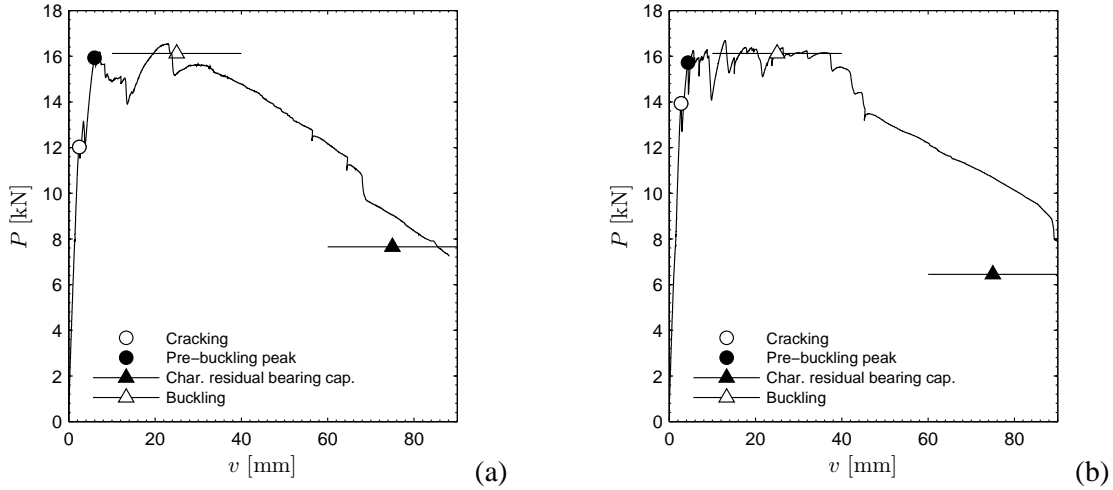 18
16
14
12
10
8
6
4
2
0
P [kN]
0 20 40 60 80
v [mm]
Cracking
Pre−buckling peak
Char. residual bearing cap.
Buckling
(a)
18
16
14
12
10
8
6
4
2
0
P [kN]
0 20 40 60 80
v [mm]
Cracking
Pre−buckling peak
Char. residual bearing cap.
Buckling
(b)